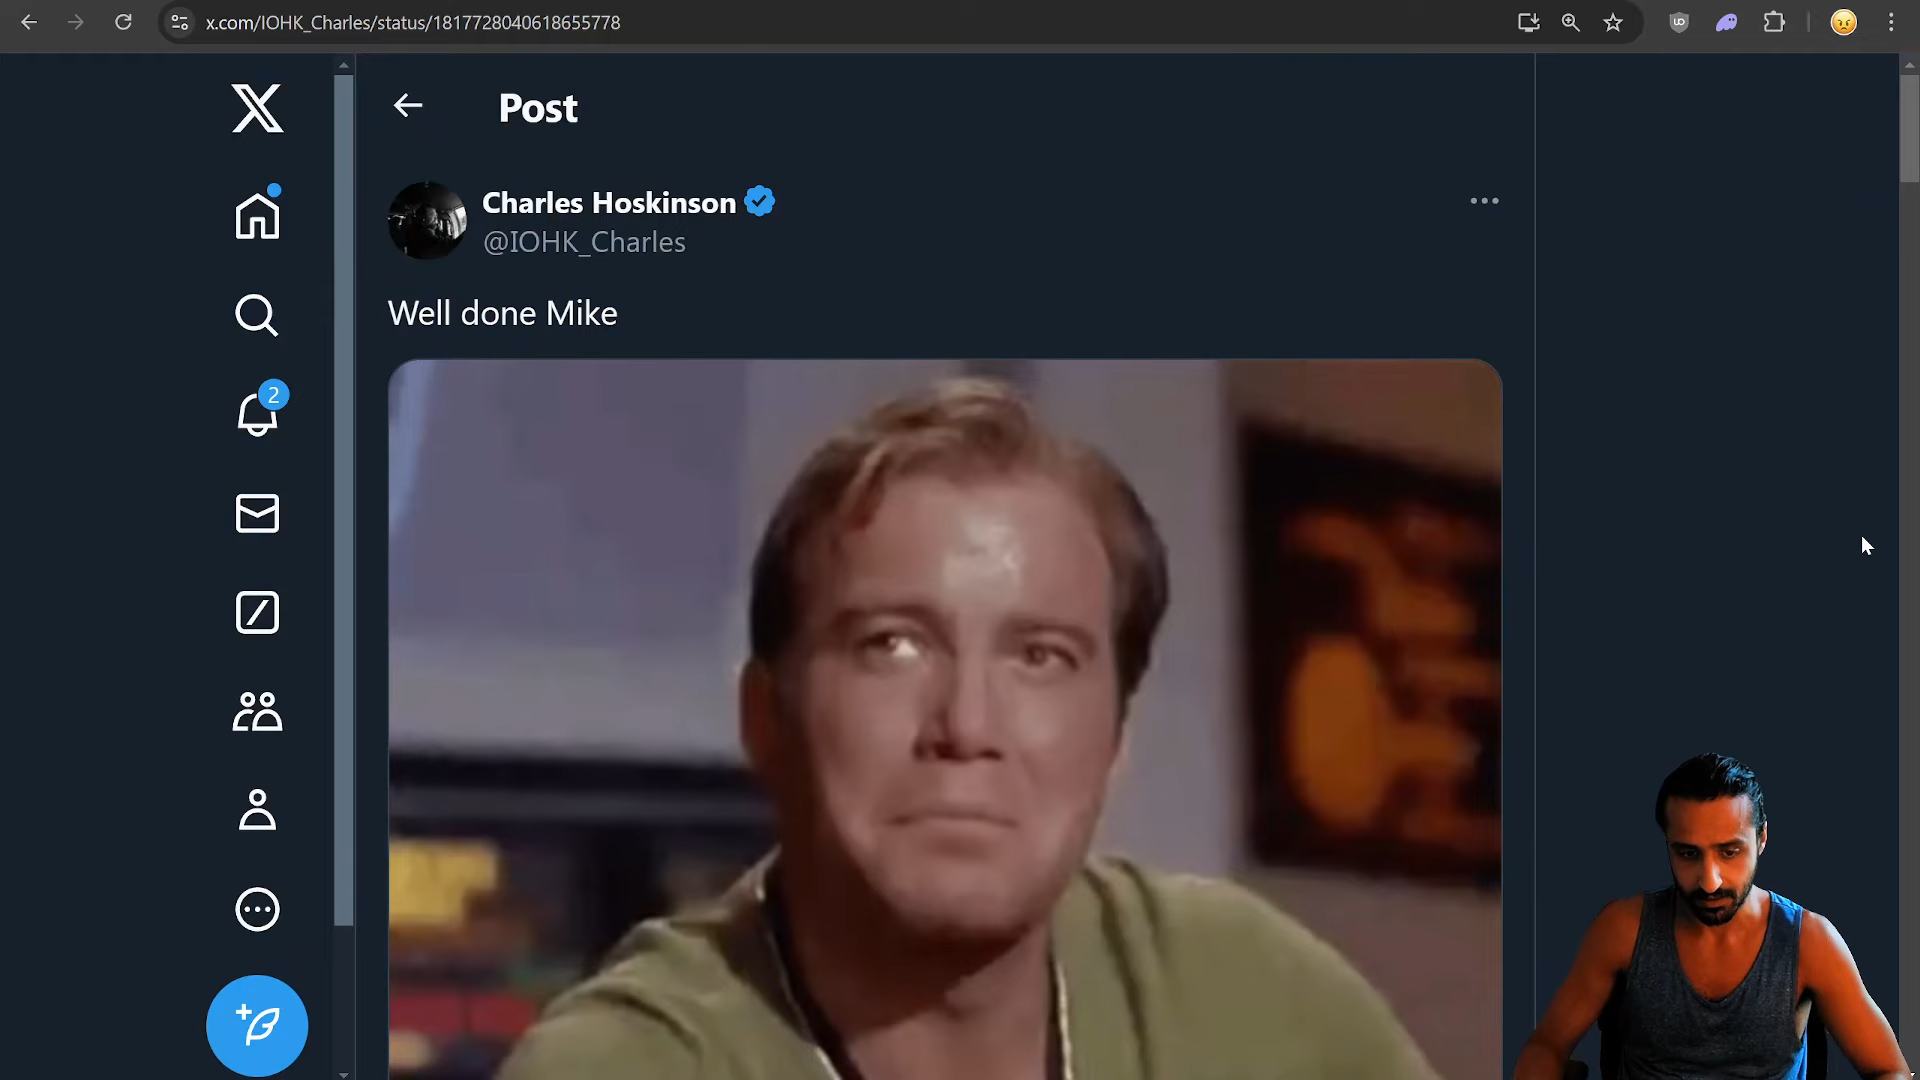 x.com/IOHK_Charles/status/1817728040618655778
Post
Charles Hoskinson
@IOHK_Charles
Well done Mike
2